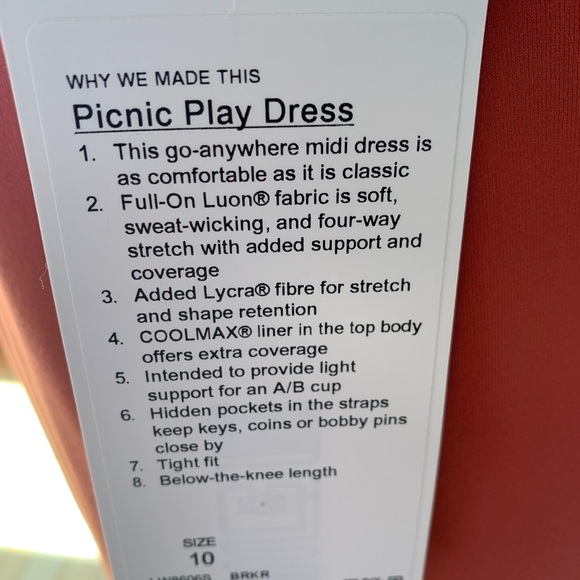 WHY WE MADE THIS
Picnic Play Dress
1. This go-anywhere midi dress is
as comfortable as it is classic
2. Full-On Luon® fabric is soft,
sweat-wicking, and four-way
stretch with added support and
coverage
3. Added Lycra® fibre for stretch
and shape retention
4. COOLMAX® liner in the top body
offers extra coverage
5. Intended to provide light
support for an A/B cup
6. Hidden pockets in the straps
keep keys, coins or bobby pins
close by
7. Tight fit
8. Below-the-knee length
SIZE
10
BRKR